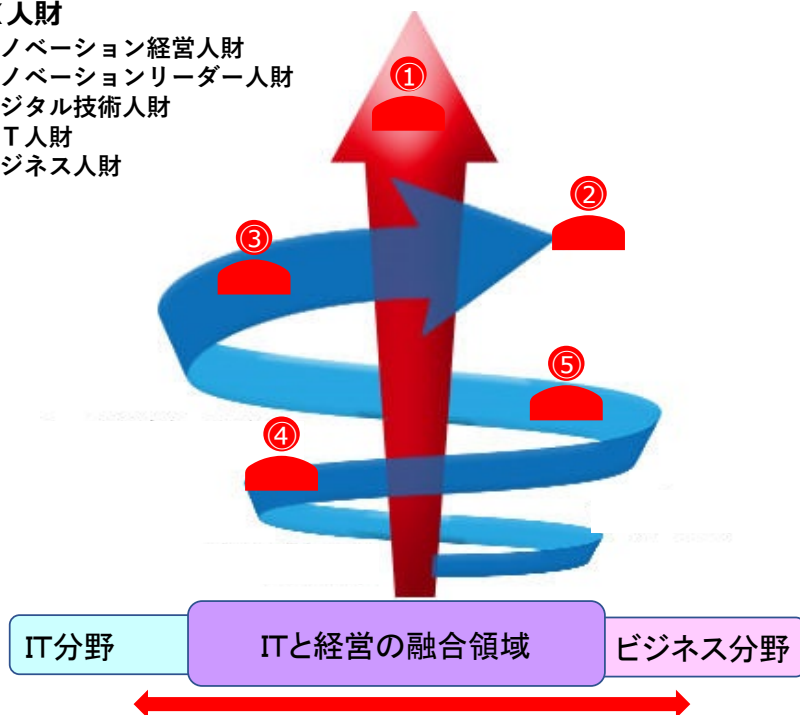 人財
ノベーション経営人財
ノベーションリーダー人財
ジタル技術人財
Ｔ人財
ジネス人財
①
②
③
⑤
④
IT分野
ITと経営の融合領域
ビジネス分野